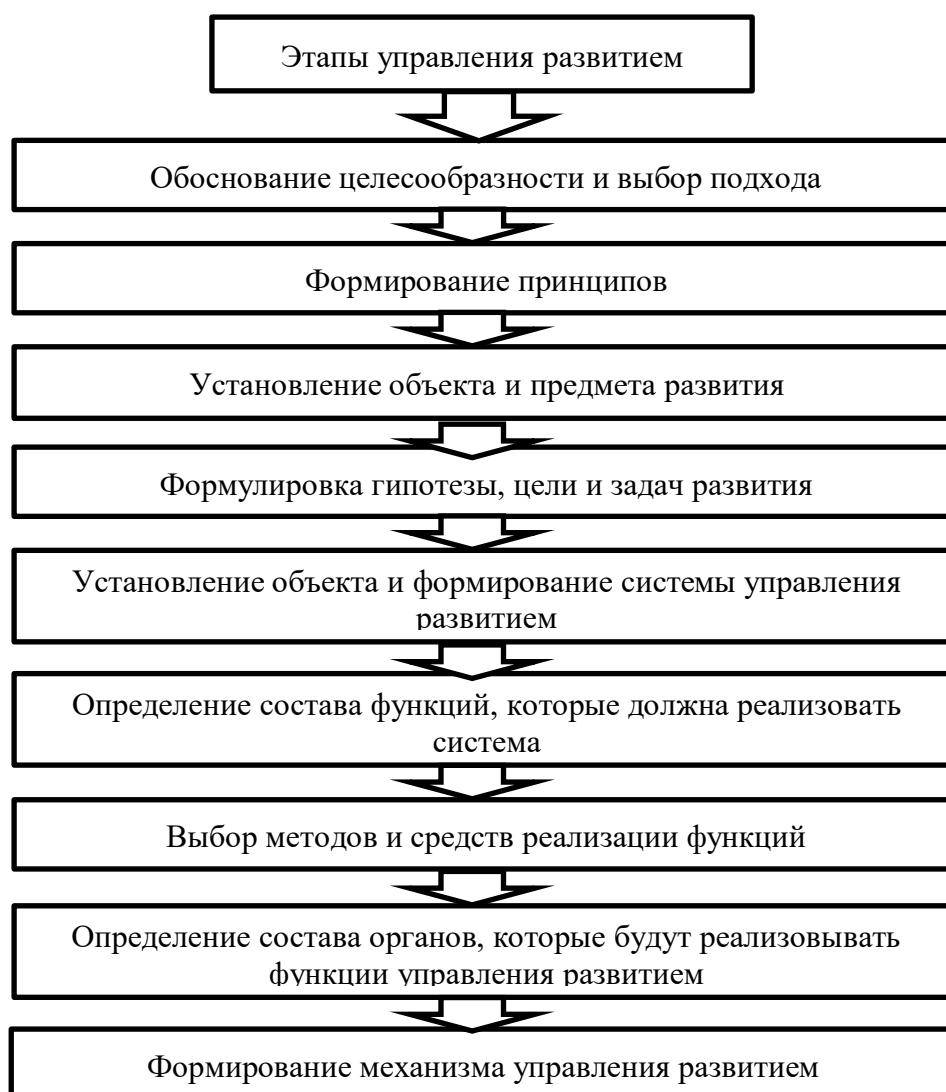 Этапы управления развитием
Обоснование целесообразности и выбор подхода
Формирование принципов
Установление объекта и предмета развития
Формулировка гипотезы, цели и задач развития
Установление объекта и формирование системы управления
развитием
Определение состава функций, которые должна реализовать
система
Выбор методов и средств реализации функций
Определение состава органов, которые будут реализовывать
функции управления развитием
Формирование механизма управления развитием